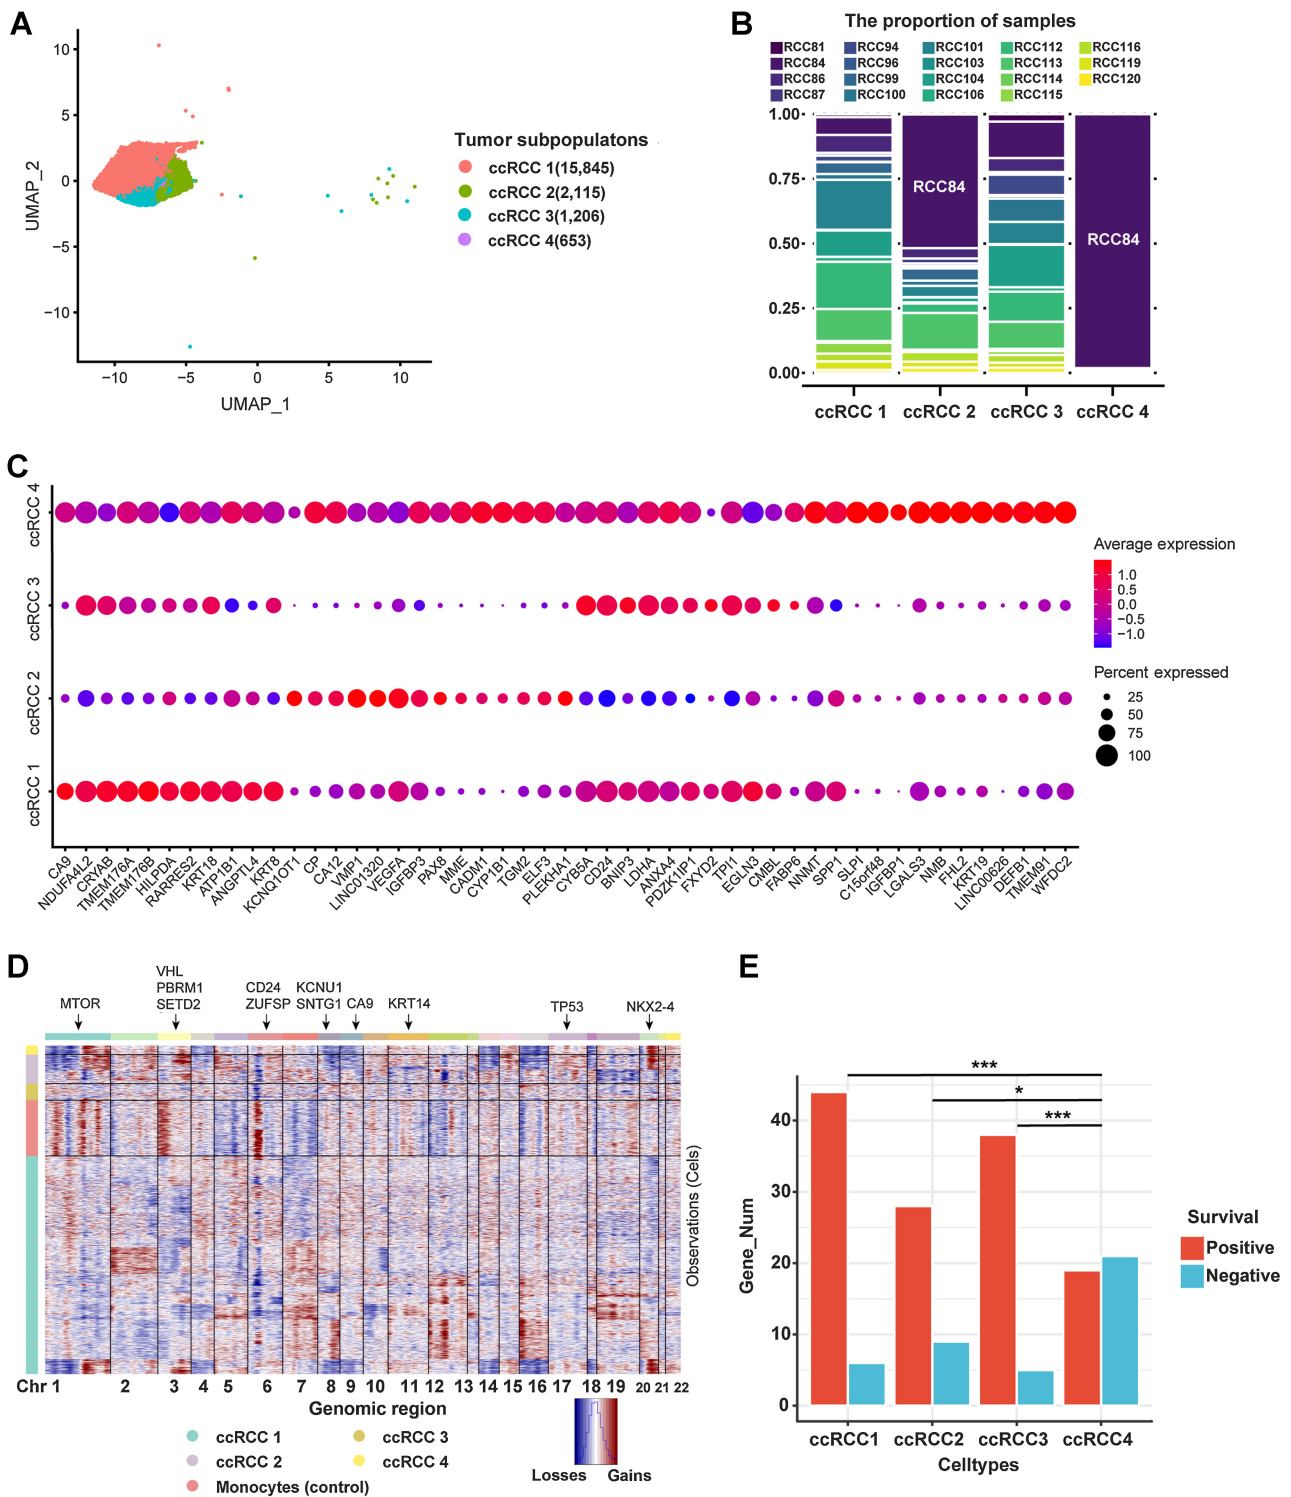 A
10
5
0
−5
−10
UMAP_2
−10
−5
0
5
10
UMAP_1
Tumor subpopulatons
ccRCC 1(15,845)
ccRCC 2(2,115)
ccRCC 3(1,206)
ccRCC 4(653)
B
The proportion of samples
RCC81 RCC94 RCC101 RCC112 RCC116
RCC84 RCC96 RCC103 RCC113 RCC119
RCC86 RCC99 RCC104 RCC114 RCC120
RCC87 RCC100 RCC106 RCC115
1.00
0.75
0.50
0.25
0.00
RCC84
RCC84
ccRCC 1 ccRCC 2 ccRCC 3 ccRCC 4
C
ccRCC 4
ccRCC 3
ccRCC 2
ccRCC 1
CA9
NDUFA4L2
CRYAB
TMEM176A
TMEM176B
HILPDA
RARRES2
KRT18
ATP1B1
ANGPTL4
KRT8
KCNQ1OT1
CP
CA12
VMP1
LINC01320
VEGFA
IGFBP3
PAX8
MME
CADM1
CYP1B1
TGM2
ELF3
PLEKHA1
CYB5A
CD24
BNIP3
LDHA
ANXA4
PDZK1IP1
FXYD2
TPI1
EGLN3
CMBL
FABP6
NNMT
SPP1
SLPI
C15orf48
IGFBP1
LGALS3
NMB
FHL2
KRT19
LINC00626
DEFB1
TMEM91
WFDC2
Average expression
1.0
0.5
0.0
−0.5
−1.0
Percent expressed
25
50
75
100
D
MTOR
VHL
PBRM1
SETD2
CD24
ZUFSP
KCNU1
SNTG1
CA9
KRT14
TP53
NKX2-4
Observations (Cels)
Chr 1 2 3 4 5 6 7 8 9 10 11 12 13 14 15 16 17 18 19 20 21 22
Genomic region
ccRCC 1
ccRCC 2
Monocytes (control)
ccRCC 3
ccRCC 4
Losses Gains
E
***
*
***
40
30
20
10
0
Gene_Num
ccRCC1 ccRCC2 ccRCC3 ccRCC4
Celltypes
Survival
Positive
Negative